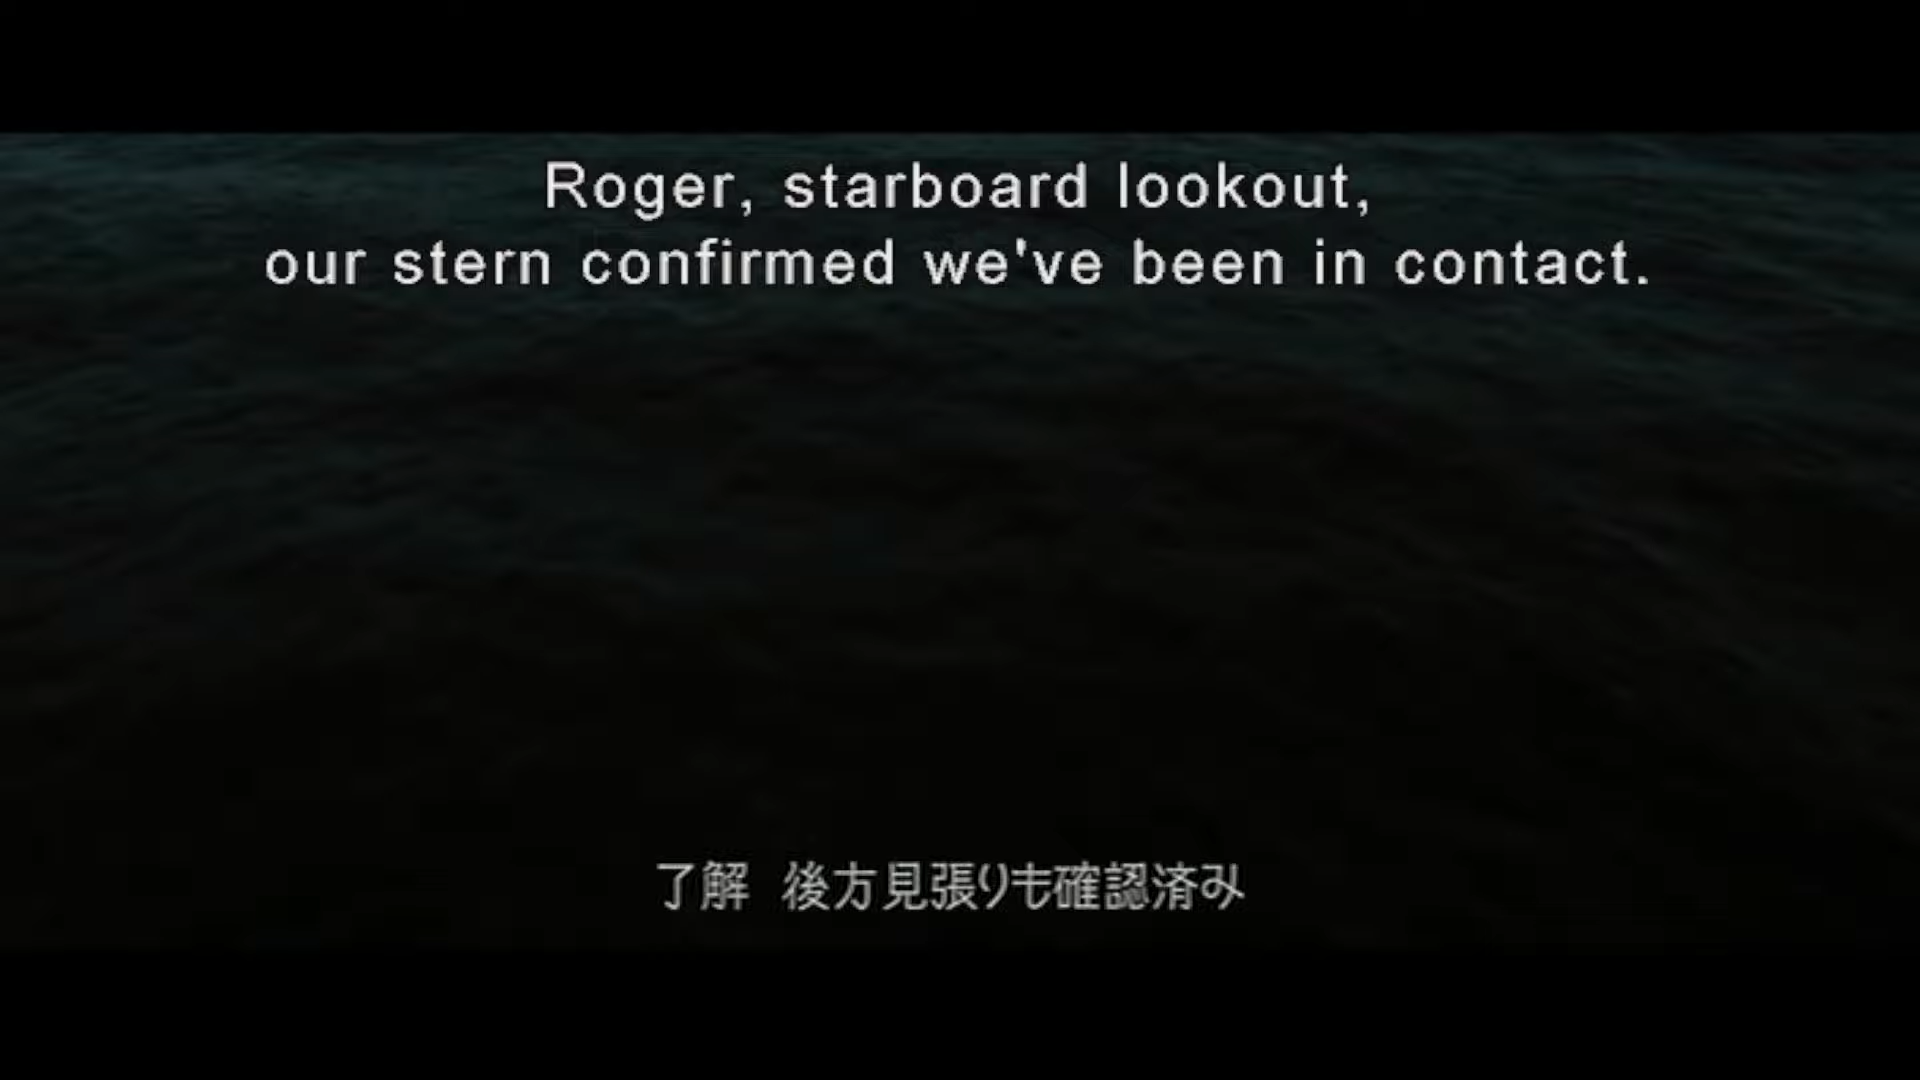 Roger, starboard lookout,
our stern confirmed we've been in contact.
了解　後方見張りも確認済み